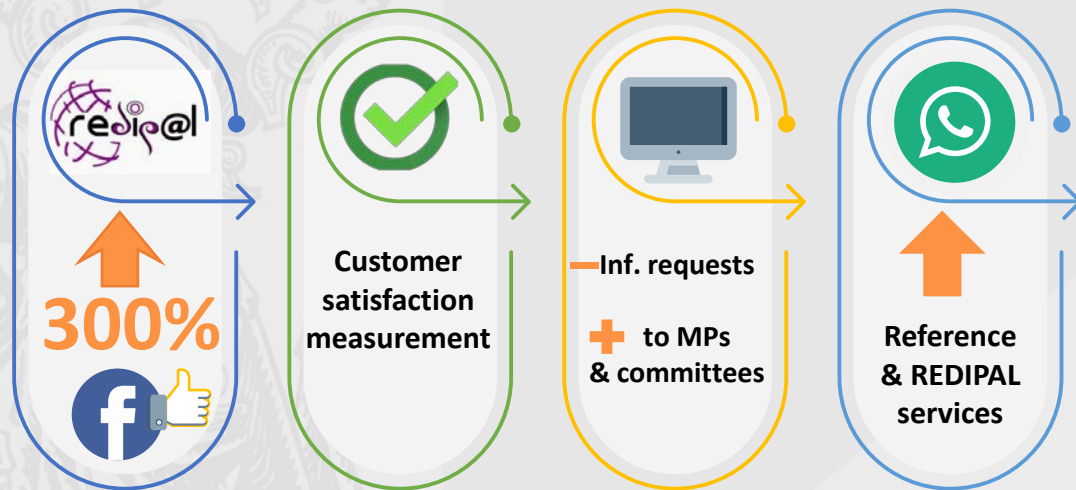 redip@l
300%
f
Customer
satisfaction
measurement
Inf. requests
to MPs
& committees
Reference
& REDIPAL
services